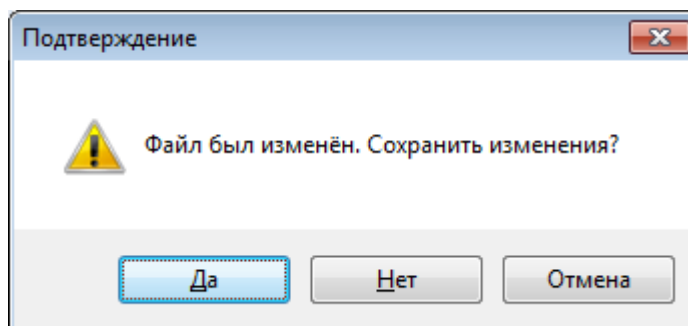 Подтверждение
Файл был изменён. Сохранить изменения?
Да
Нет
Отмена